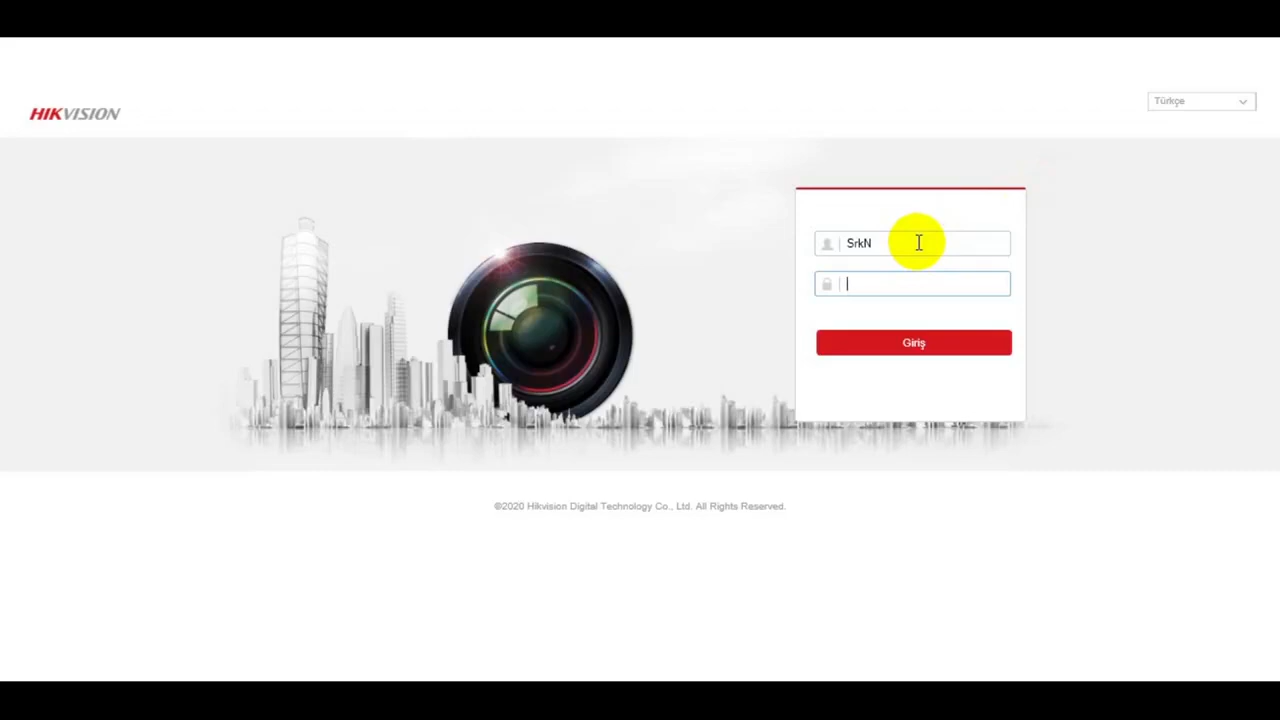 HIKVISION
Türkçe
SrkN
Giriş
©2020 Hikvision Digital Technology Co., Ltd. All Rights Reserved.